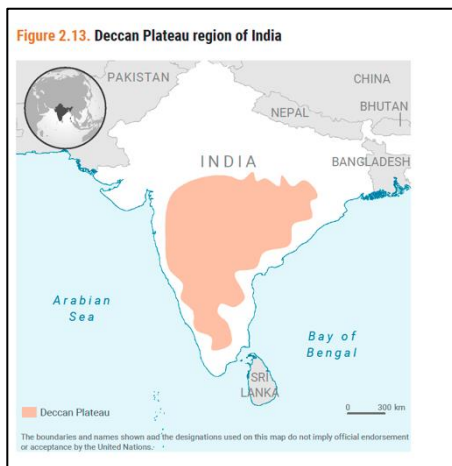 Figure 2.13. Deccan Plateau region of India
PAKISTAN
CHINA
NEPAL
BHUTAN
INDIA
BANGLADESH
Arabian
Sea
Bay of
Bengal
SRI
LANKA
Deccan Plateau
0 300 km
The boundaries and names shown and the designations used on this map do not imply official endorsement
or acceptance by the United Nations.